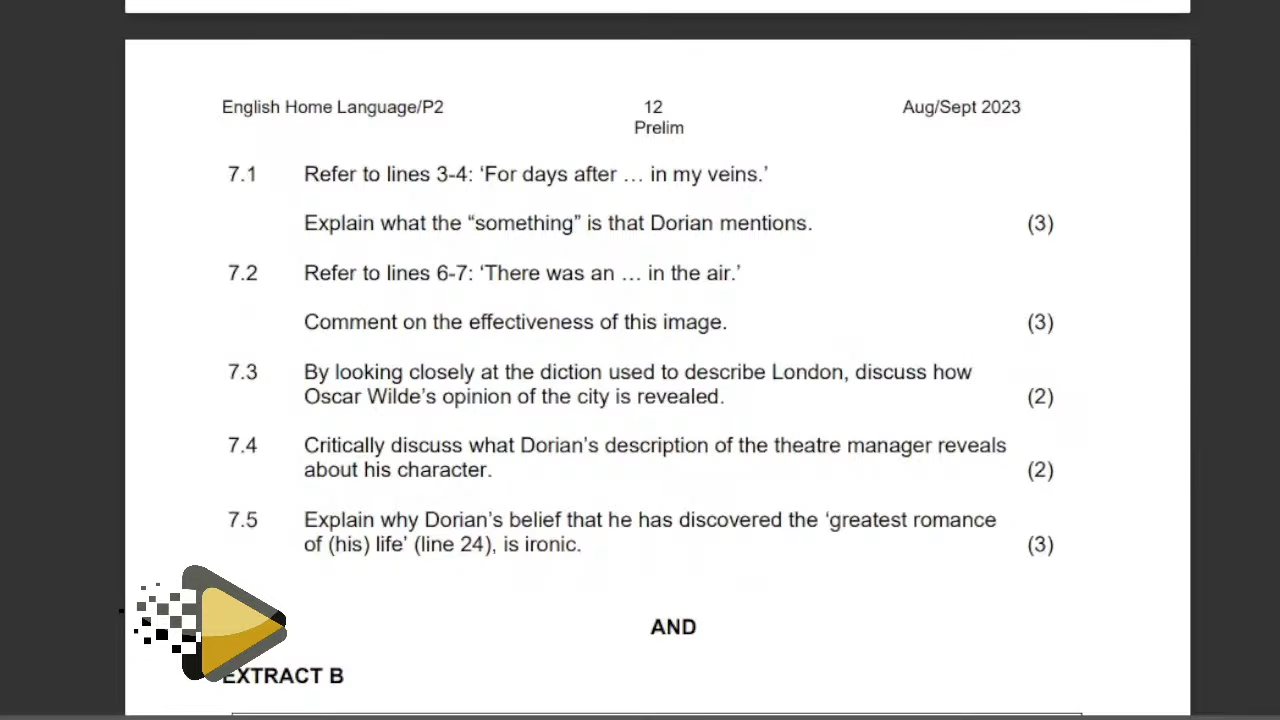 English Home Language/P2 12 Aug/Sept 2023
Prelim
7.1 Refer to lines 3-4: ‘For days after … in my veins.’
Explain what the “something” is that Dorian mentions. (3)
7.2 Refer to lines 6-7: ‘There was an … in the air.’
Comment on the effectiveness of this image. (3)
7.3 By looking closely at the diction used to describe London, discuss how
Oscar Wilde’s opinion of the city is revealed. (2)
7.4 Critically discuss what Dorian’s description of the theatre manager reveals
about his character. (2)
7.5 Explain why Dorian’s belief that he has discovered the ‘greatest romance
of (his) life’ (line 24), is ironic. (3)
AND
EXTRACT B